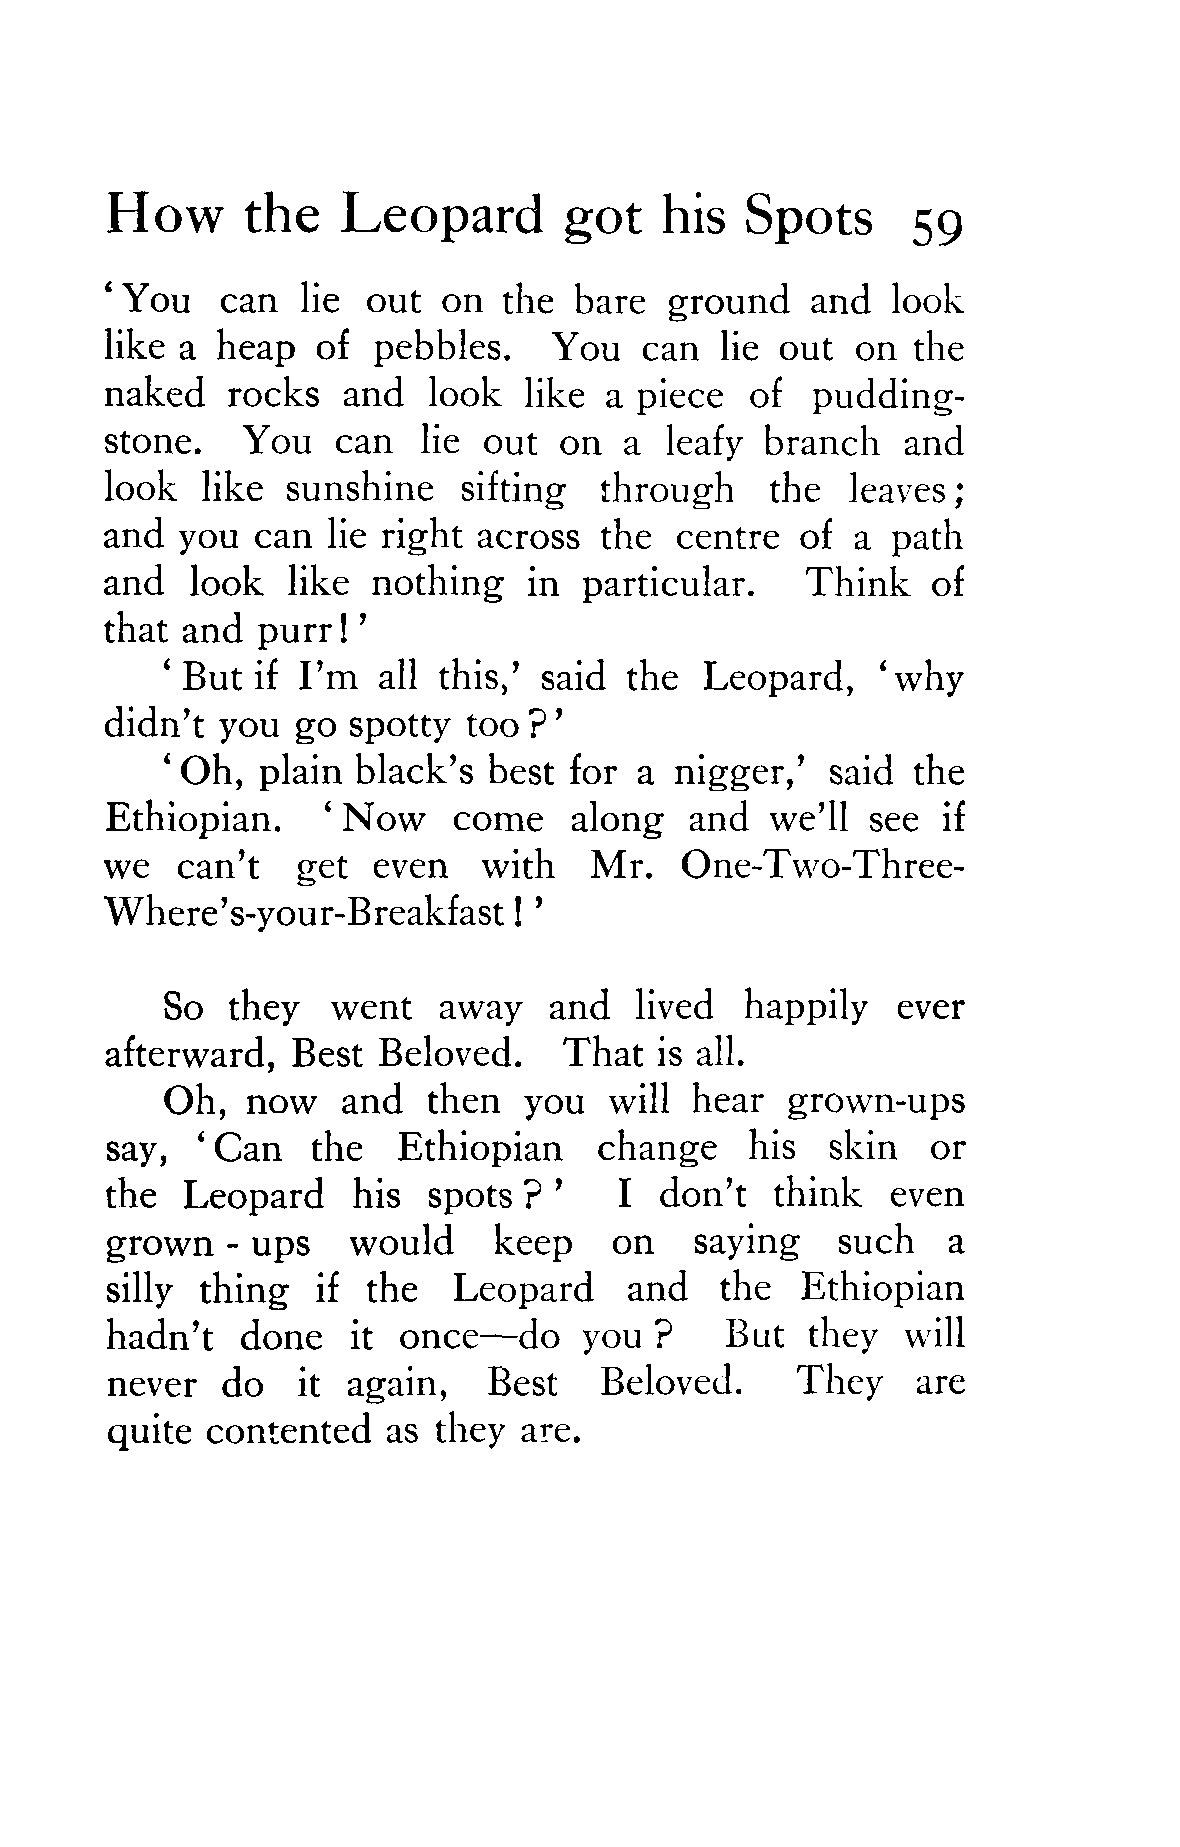 How the Leopard got his Spots 59
‘You can lie out on the bare ground and look
like a heap of pebbles. You can lie out on the
naked rocks and look like a piece of pudding-
stone. You can lie out on a leafy branch and
look like sunshine sifting through the leaves;
and you can lie right across the centre of a path
and look like nothing in particular. Think of
that and purr!’
‘But if I’m all this,’ said the Leopard, ‘why
didn’t you go spotty too?’
‘Oh, plain black’s best for a nigger,’ said the
Ethiopian. ‘Now come along and we’ll see if
we can’t get even with Mr. One-Two-Three-
Where’s-your-Breakfast!’
So they went away and lived happily ever
afterward, Best Beloved. That is all.
Oh, now and then you will hear grown-ups
say, ‘Can the Ethiopian change his skin or
the Leopard his spots?’ I don’t think even
grown-ups would keep on saying such a
silly thing if the Leopard and the Ethiopian
hadn’t done it once—do you? But they will
never do it again, Best Beloved. They are
quite contented as they are.